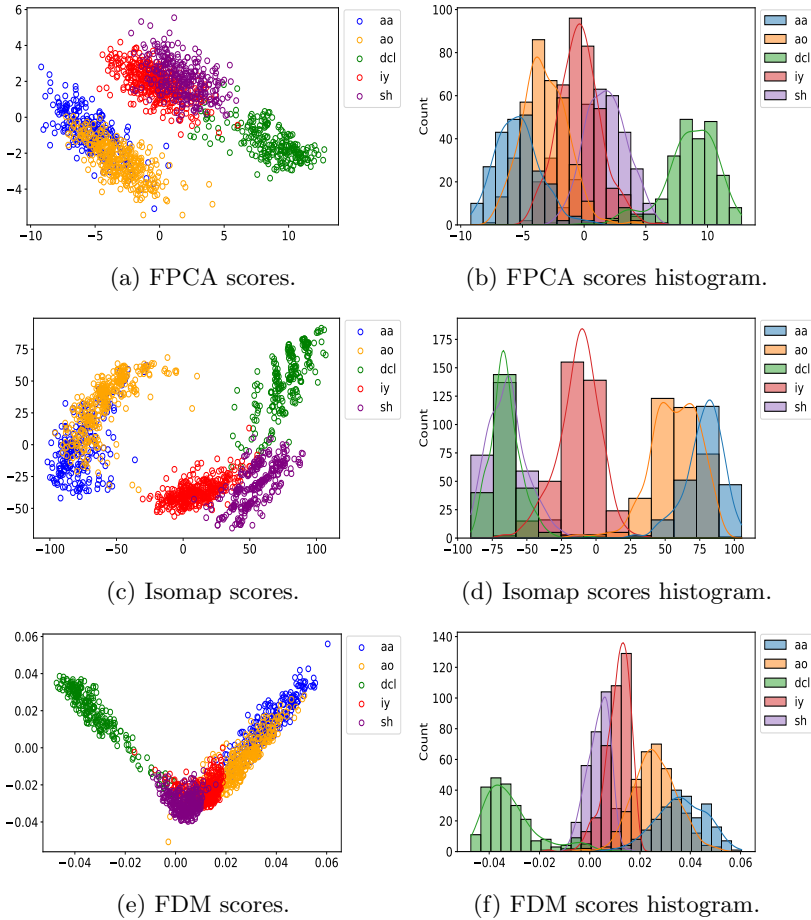 6
4
2
0
−2
−4
−10
−5
0
5
10
aa
ao
dcl
iy
sh
(a) FPCA scores.
100
80
60
40
20
0
Count
−10
−5
0
5
10
aa
ao
dcl
iy
sh
(b) FPCA scores histogram.
75
50
25
0
−25
−50
−100
−50
0
50
100
aa
ao
dcl
iy
sh
(c) Isomap scores.
175
150
125
100
75
50
25
0
Count
−100
−75
−50
−25
0
25
50
75
100
aa
ao
dcl
iy
sh
(d) Isomap scores histogram.
0.06
0.04
0.02
0.00
−0.02
−0.04
−0.04
−0.02
0.00
0.02
0.04
0.06
aa
ao
dcl
iy
sh
(e) FDM scores.
140
120
100
80
60
40
20
0
Count
−0.04
−0.02
0.00
0.02
0.04
0.06
aa
ao
dcl
iy
sh
(f) FDM scores histogram.